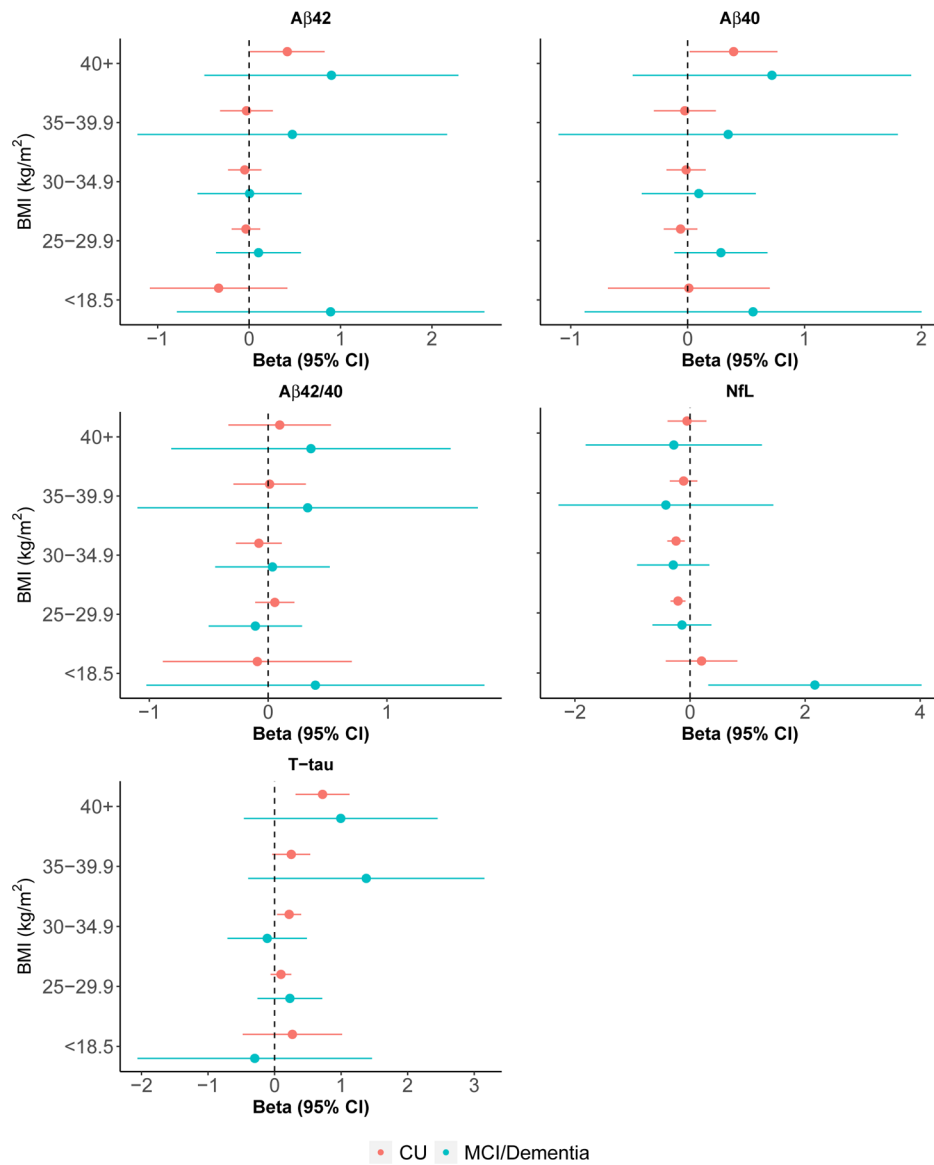 Aβ42
Aβ40
BMI (kg/m²)
40+
35−39.9
30−34.9
25−29.9
<18.5
−1 0 1 2
−1 0 1 2
Beta (95% CI)
Beta (95% CI)
Aβ42/40
NfL
BMI (kg/m²)
40+
35−39.9
30−34.9
25−29.9
<18.5
−1 0 1
−2 0 2 4
Beta (95% CI)
Beta (95% CI)
T−tau
BMI (kg/m²)
40+
35−39.9
30−34.9
25−29.9
<18.5
−2 −1 0 1 2 3
Beta (95% CI)
CU MCI/Dementia